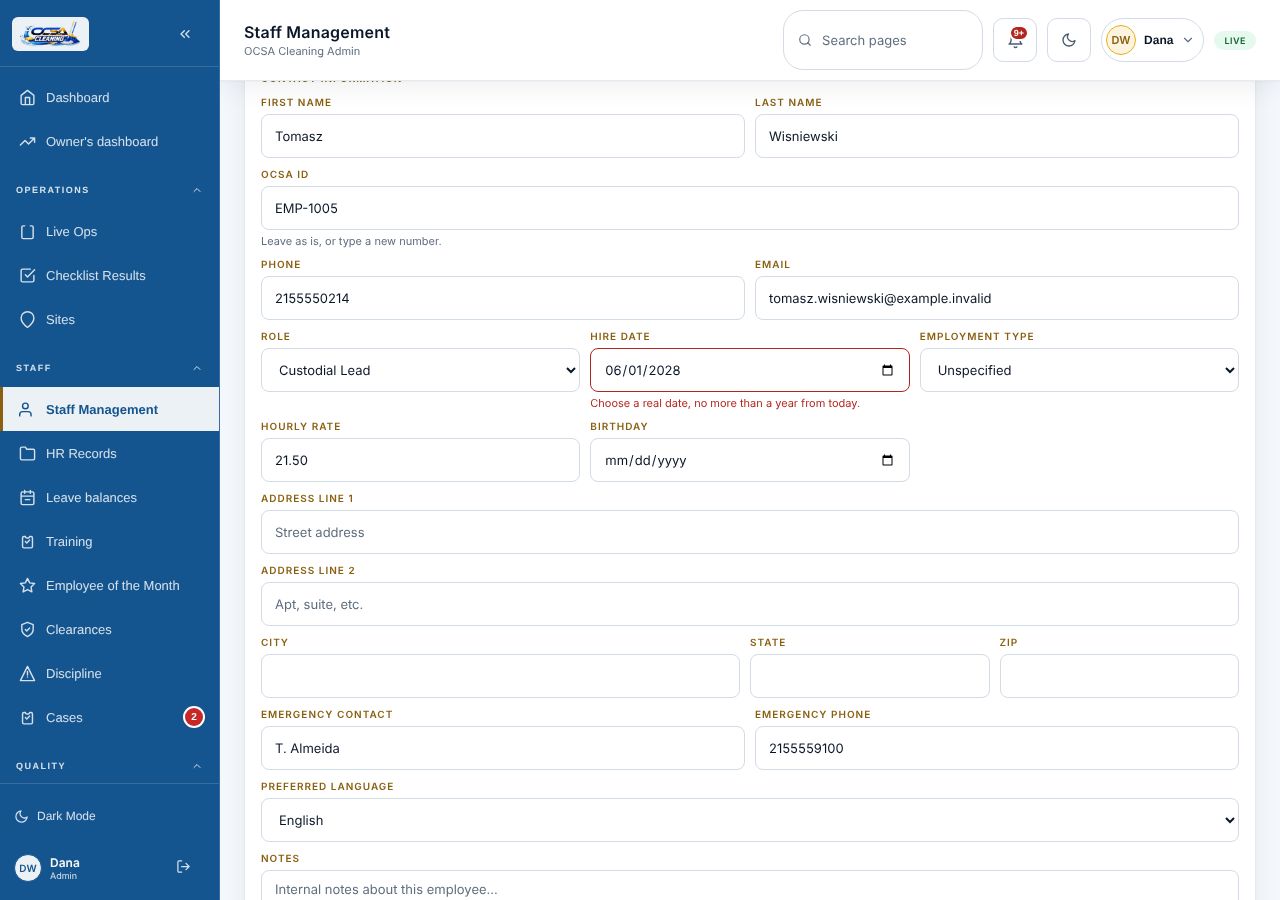 OCSA
CLEANING
Dashboard
Owner's dashboard
OPERATIONS
Live Ops
Checklist Results
Sites
STAFF
Staff Management
HR Records
Leave balances
Training
Employee of the Month
Clearances
Discipline
Cases
2
QUALITY
Dark Mode
DW
Dana
Admin
Staff Management
OCSA Cleaning Admin
Search pages
9+
DW
Dana
LIVE
CONTACT INFORMATION
FIRST NAME
LAST NAME
Tomasz
Wisniewski
OCSA ID
EMP-1005
Leave as is, or type a new number.
PHONE
EMAIL
2155550214
tomasz.wisniewski@example.invalid
ROLE
HIRE DATE
EMPLOYMENT TYPE
Custodial Lead
06/01/2028
Unspecified
Choose a real date, no more than a year from today.
HOURLY RATE
BIRTHDAY
21.50
mm/dd/yyyy
ADDRESS LINE 1
Street address
ADDRESS LINE 2
Apt, suite, etc.
CITY
STATE
ZIP
EMERGENCY CONTACT
EMERGENCY PHONE
T. Almeida
2155559100
PREFERRED LANGUAGE
English
NOTES
Internal notes about this employee...